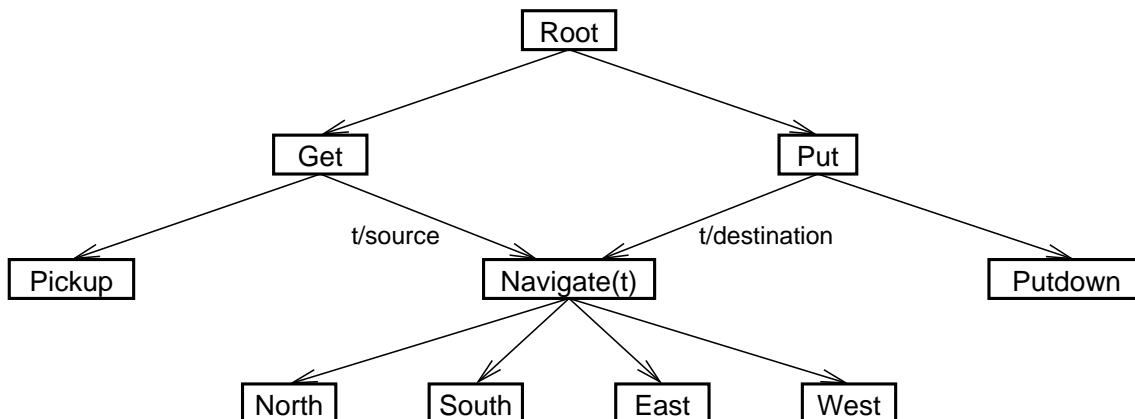 Root
Get
Put
t/source
t/destination
Pickup
Navigate(t)
Putdown
North
South
East
West